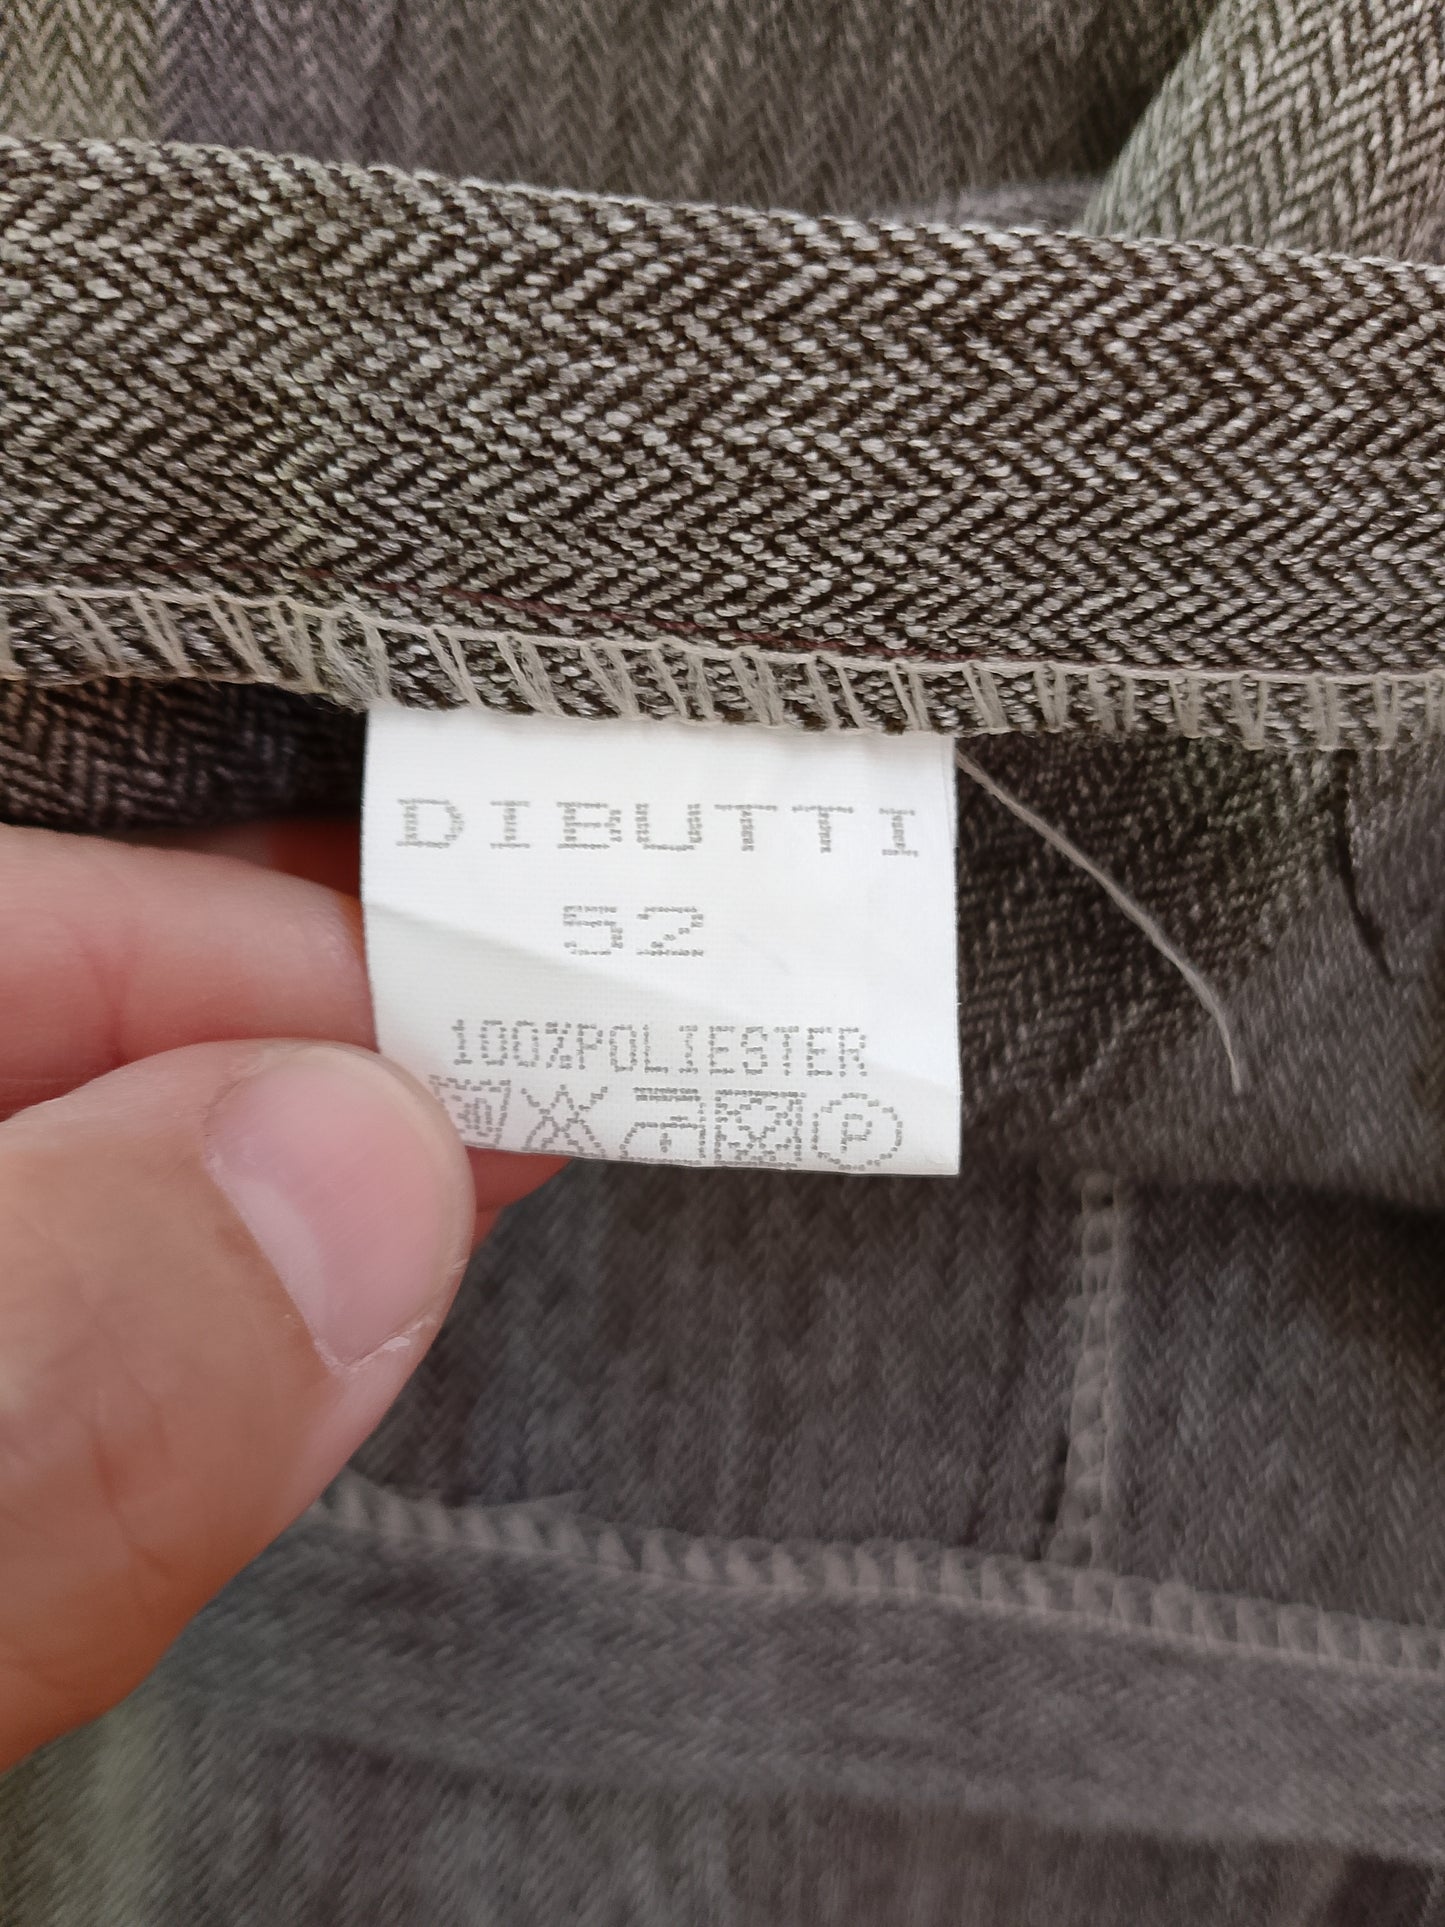 DIBUTTI
52
100%POLIESTER
P